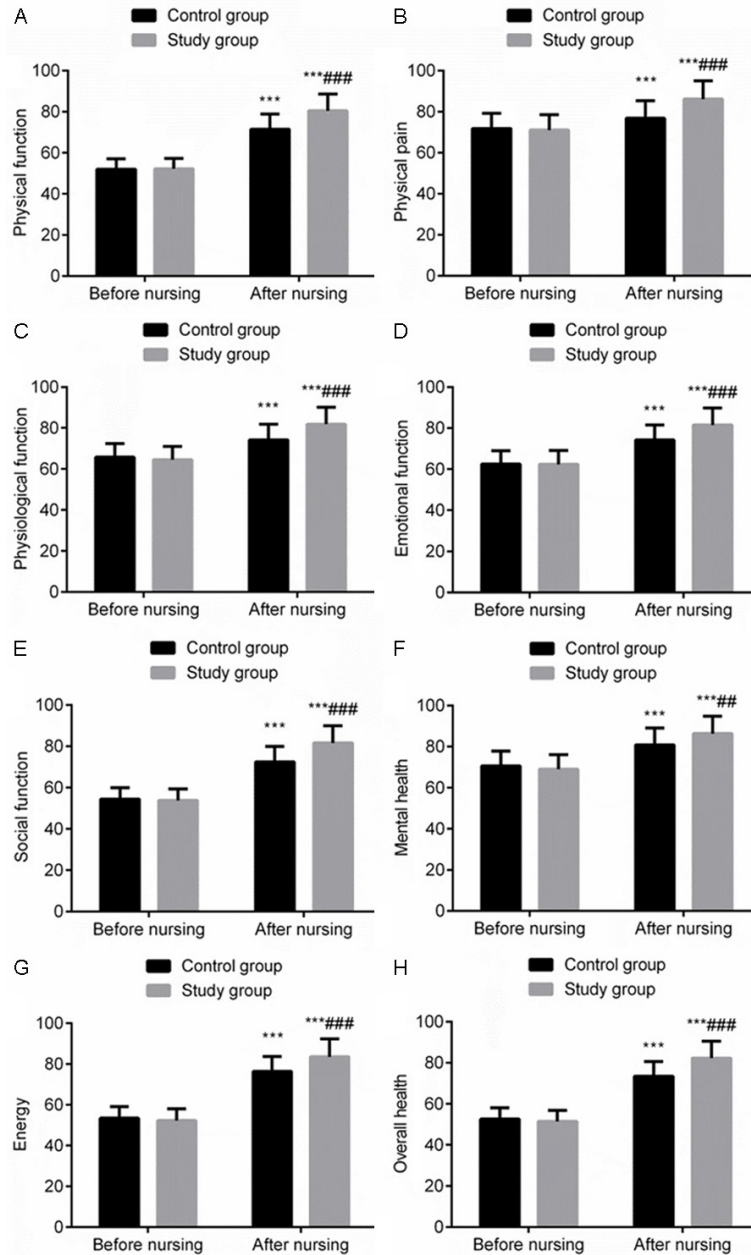 A
Control group
Study group
***
***###
100
80
60
40
20
0
Physical function
Before nursing
After nursing
B
Control group
Study group
***
***###
100
80
60
40
20
0
Physical pain
Before nursing
After nursing
C
Control group
Study group
***
***###
100
80
60
40
20
0
Physiological function
Before nursing
After nursing
D
Control group
Study group
***
***###
100
80
60
40
20
0
Emotional function
Before nursing
After nursing
E
Control group
Study group
***
***###
100
80
60
40
20
0
Social function
Before nursing
After nursing
F
Control group
Study group
***
***##
100
80
60
40
20
0
Mental health
Before nursing
After nursing
G
Control group
Study group
***
***###
100
80
60
40
20
0
Energy
Before nursing
After nursing
H
Control group
Study group
***
***###
100
80
60
40
20
0
Overall health
Before nursing
After nursing